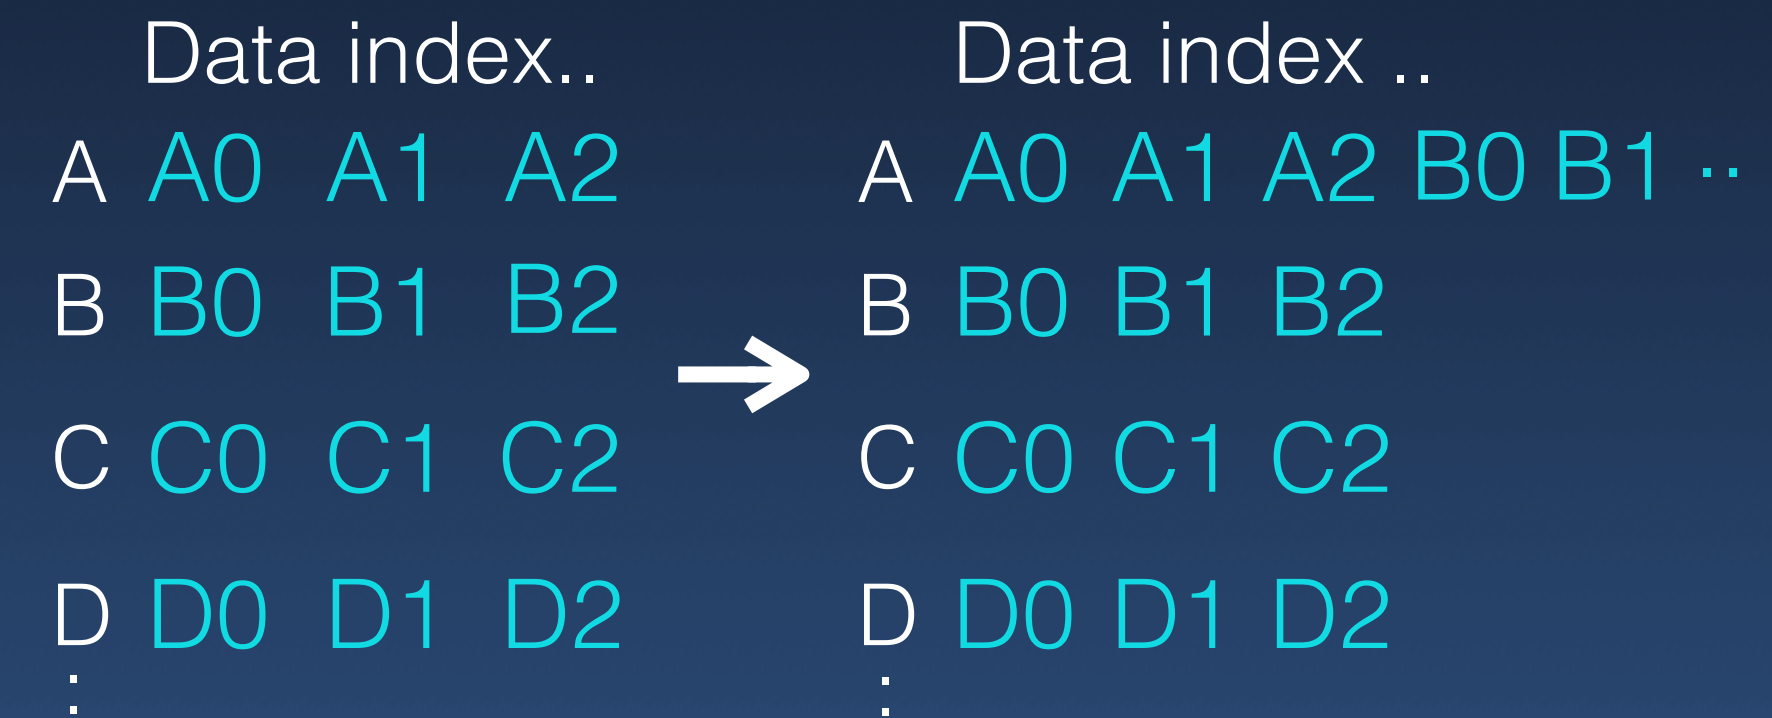 Data index.. Data index ..
A A0 A1 A2 A A0 A1 A2 B0 B1 ..
B B0 B1 B2 B B0 B1 B2
C C0 C1 C2 C C0 C1 C2
D D0 D1 D2 D D0 D1 D2
: :